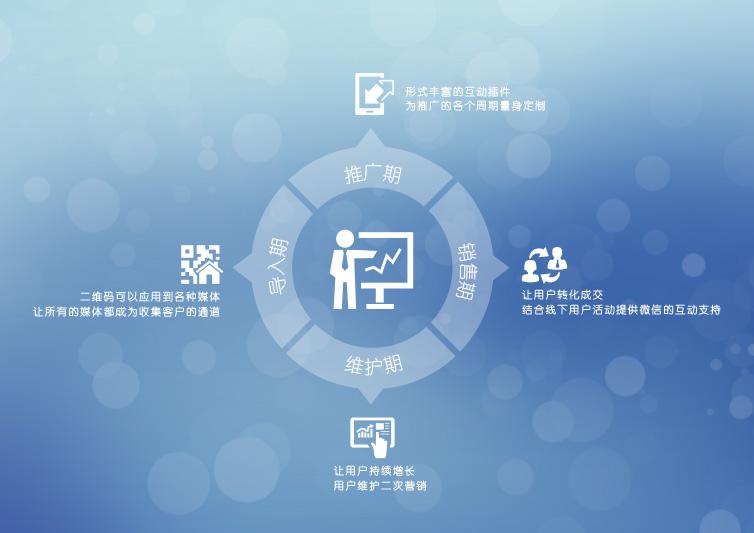 形式丰富的互动插件
为推广的各个周期量身定制
推广期
导入期
销售期
二维码可以应用到各种媒体
让所有的媒体都成为收集客户的通道
让用户转化成交
结合线下用户活动提供微信的互动支持
维护期
让用户持续增长
用户维护二次营销